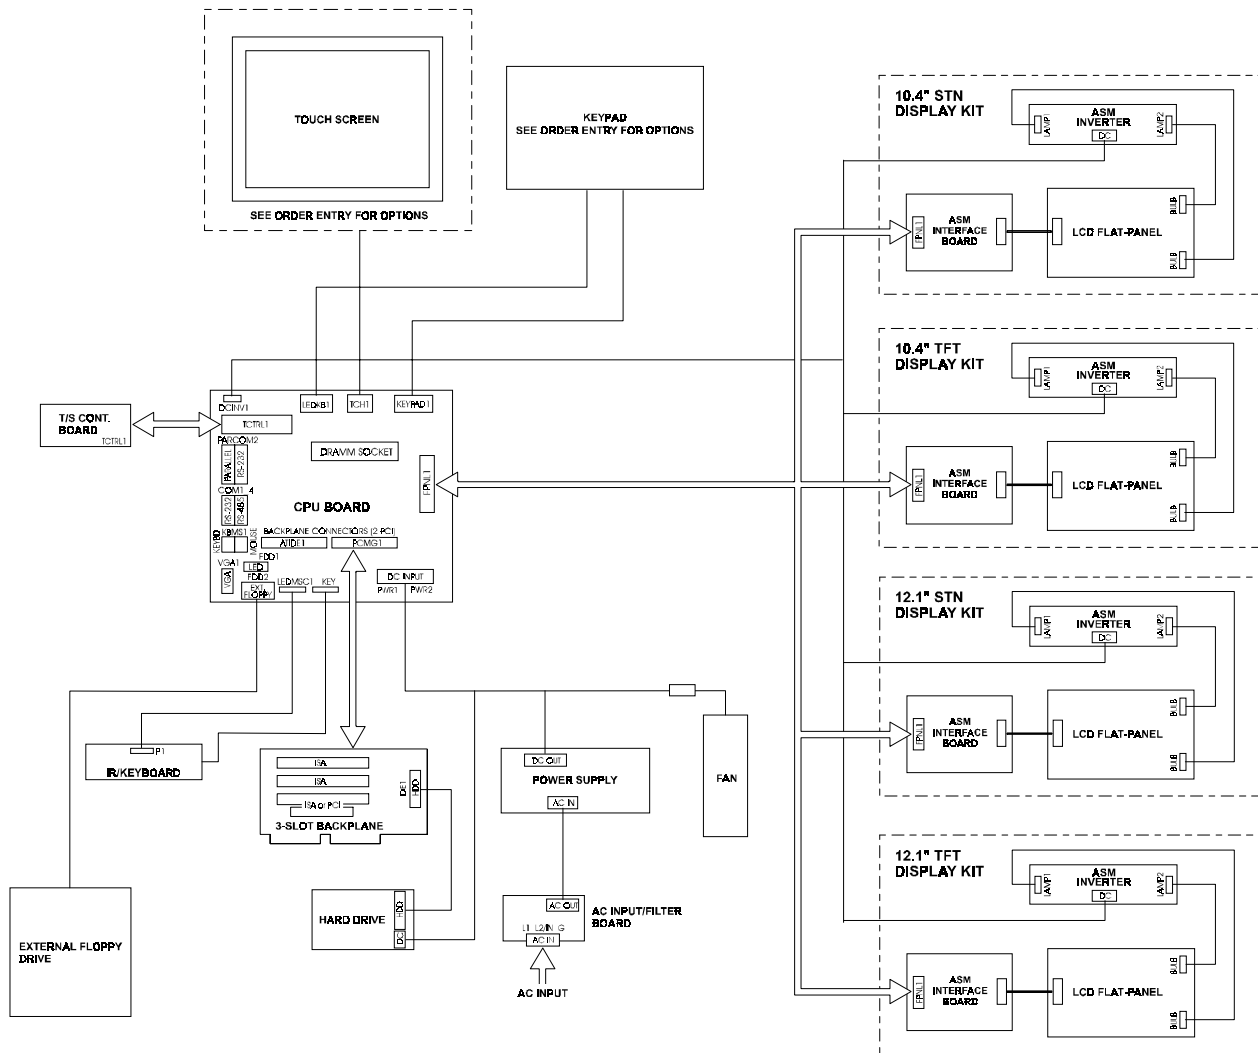 TOUCH SCREEN
SEE ORDER ENTRY FOR OPTIONS
KEYPAD
SEE ORDER ENTRY FOR OPTIONS
T/S CONT.
BOARD
TCTRL1
DCINV1
LEDKB1
TCH1
KEYPAD1
TCTRL1
PARCOM2
PARALLEL
RS-232
DRAMM SOCKET
FPNL1
COM1_4
RS-232
RS-485
CPU BOARD
KEYBD
KBMS1
MOUSE
BACKPLANE CONNECTORS (2 PCI)
ATIDE1
PCMG1
VGA1
VGA
FDD1
LED
FDD2
EXT.
FLOPPY
LEDMSC1
KEY
DC INPUT
PWR1
PWR2
P1
IR/KEYBOARD
ISA
ISA
ISA or PCI
IDE1
HDD
3-SLOT BACKPLANE
DC OUT
POWER SUPPLY
AC IN
FAN
EXTERNAL FLOPPY
DRIVE
HARD DRIVE
HDD
DC
AC OUT
L1 L2/N G
AC IN
AC INPUT/FILTER
BOARD
AC INPUT
10.4" STN
DISPLAY KIT
LAMP1
ASM
INVERTER
DC
LAMP2
FPNL1
ASM
INTERFACE
BOARD
LCD FLAT-PANEL
BULB
BULB
10.4" TFT
DISPLAY KIT
LAMP1
ASM
INVERTER
DC
LAMP2
FPNL1
ASM
INTERFACE
BOARD
LCD FLAT-PANEL
BULB
BULB
12.1" STN
DISPLAY KIT
LAMP1
ASM
INVERTER
DC
LAMP2
FPNL1
ASM
INTERFACE
BOARD
LCD FLAT-PANEL
BULB
BULB
12.1" TFT
DISPLAY KIT
LAMP1
ASM
INVERTER
DC
LAMP2
FPNL1
ASM
INTERFACE
BOARD
LCD FLAT-PANEL
BULB
BULB